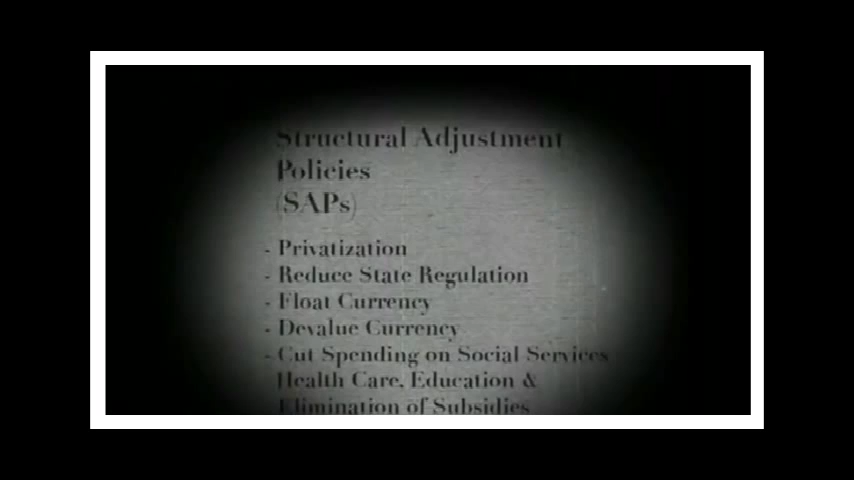 Structural Adjustment
Policies
(SAPs)
- Privatization
- Reduce State Regulation
- Float Currency
- Devalue Currency
- Cut Spending on Social Services
Health Care, Education &
Elimination of Subsidies